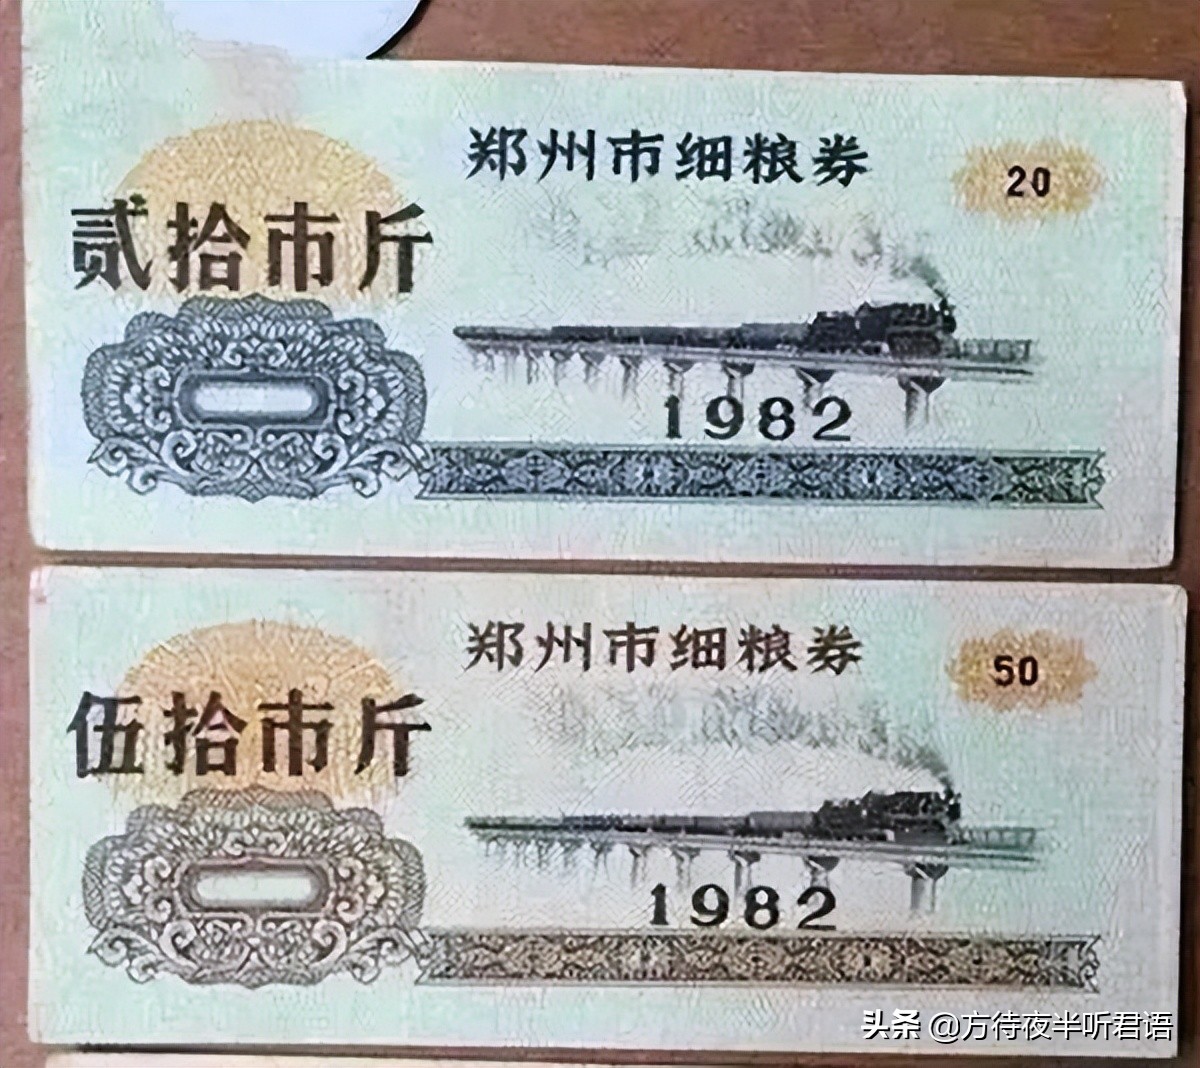 郑州市细粮券
20
贰拾市斤
1982
郑州市细粮券
50
伍拾市斤
1982
头条 @方待夜半听君语